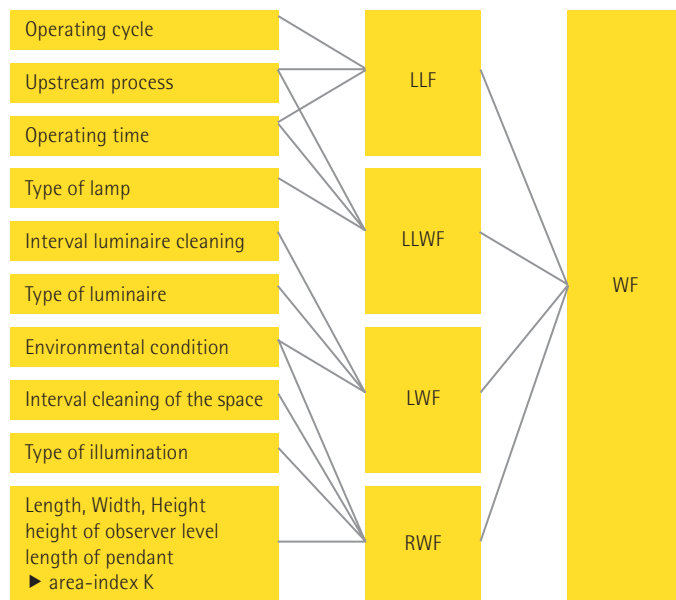 Operating cycle
Upstream process
Operating time
Type of lamp
Interval luminaire cleaning
Type of luminaire
Environmental condition
Interval cleaning of the space
Type of illumination
Length, Width, Height
height of observer level
length of pendant
▶ area-index K
LLF
LLWF
LWF
RWF
WF